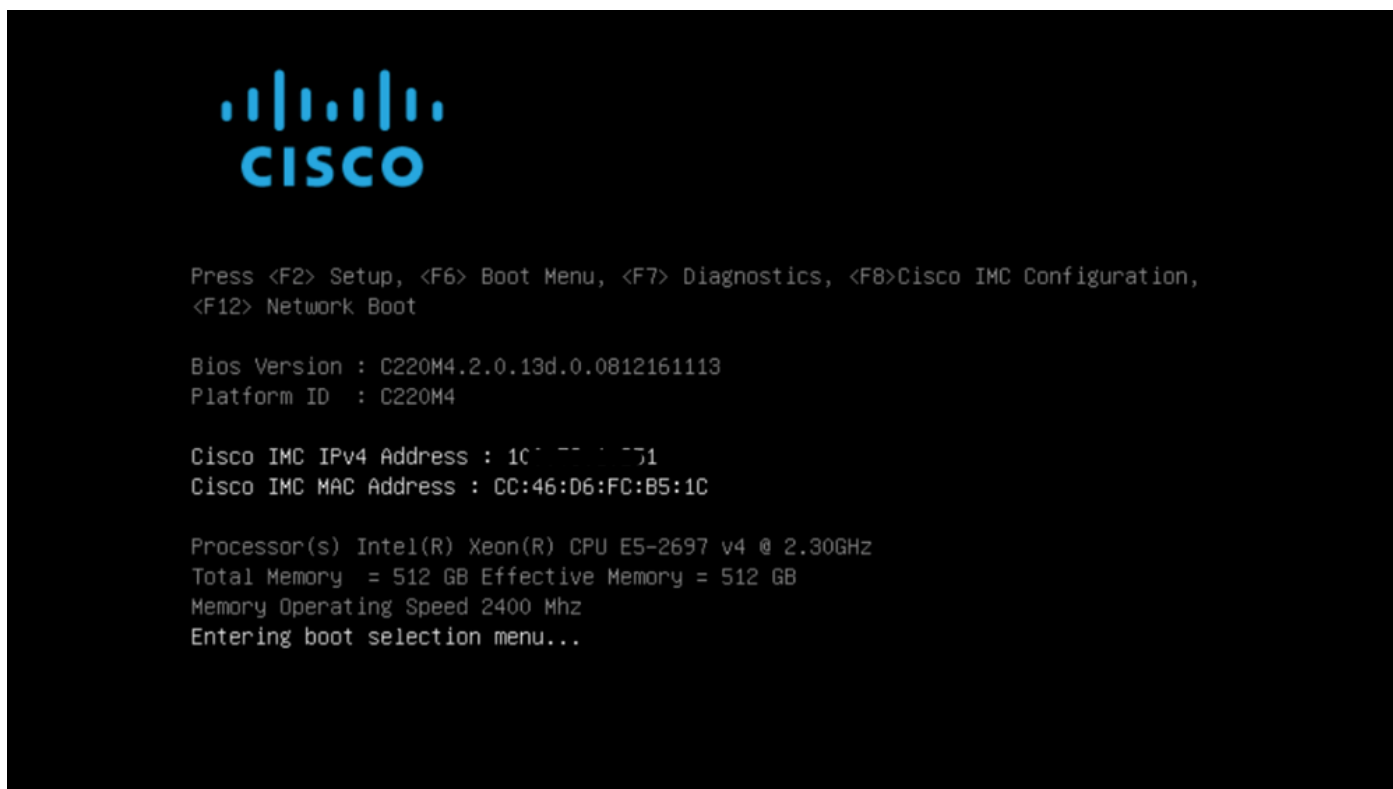 CISCO
Press <F2> Setup, <F6> Boot Menu, <F7> Diagnostics, <F8>Cisco IMC Configuration,
<F12> Network Boot
Bios Version : C220M4.2.0.13d.0.0812161113
Platform ID : C220M4
Cisco IMC IPv4 Address :
Cisco IMC MAC Address : CC:46:D6:FC:B5:1C
Processor(s) Intel(R) Xeon(R) CPU E5-2697 v4 @ 2.30GHz
Total Memory = 512 GB Effective Memory = 512 GB
Memory Operating Speed 2400 Mhz
Entering boot selection menu...